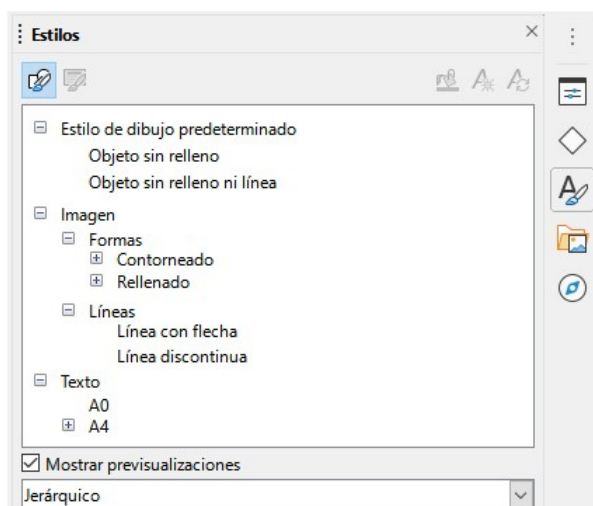 Estilos
Estilo de dibujo predeterminado
Objeto sin relleno
Objeto sin relleno ni línea
Imagen
Formas
Contorneado
Rellenado
Líneas
Línea con flecha
Línea discontinua
Texto
A0
A4
Mostrar previsualizaciones
Jerárquico